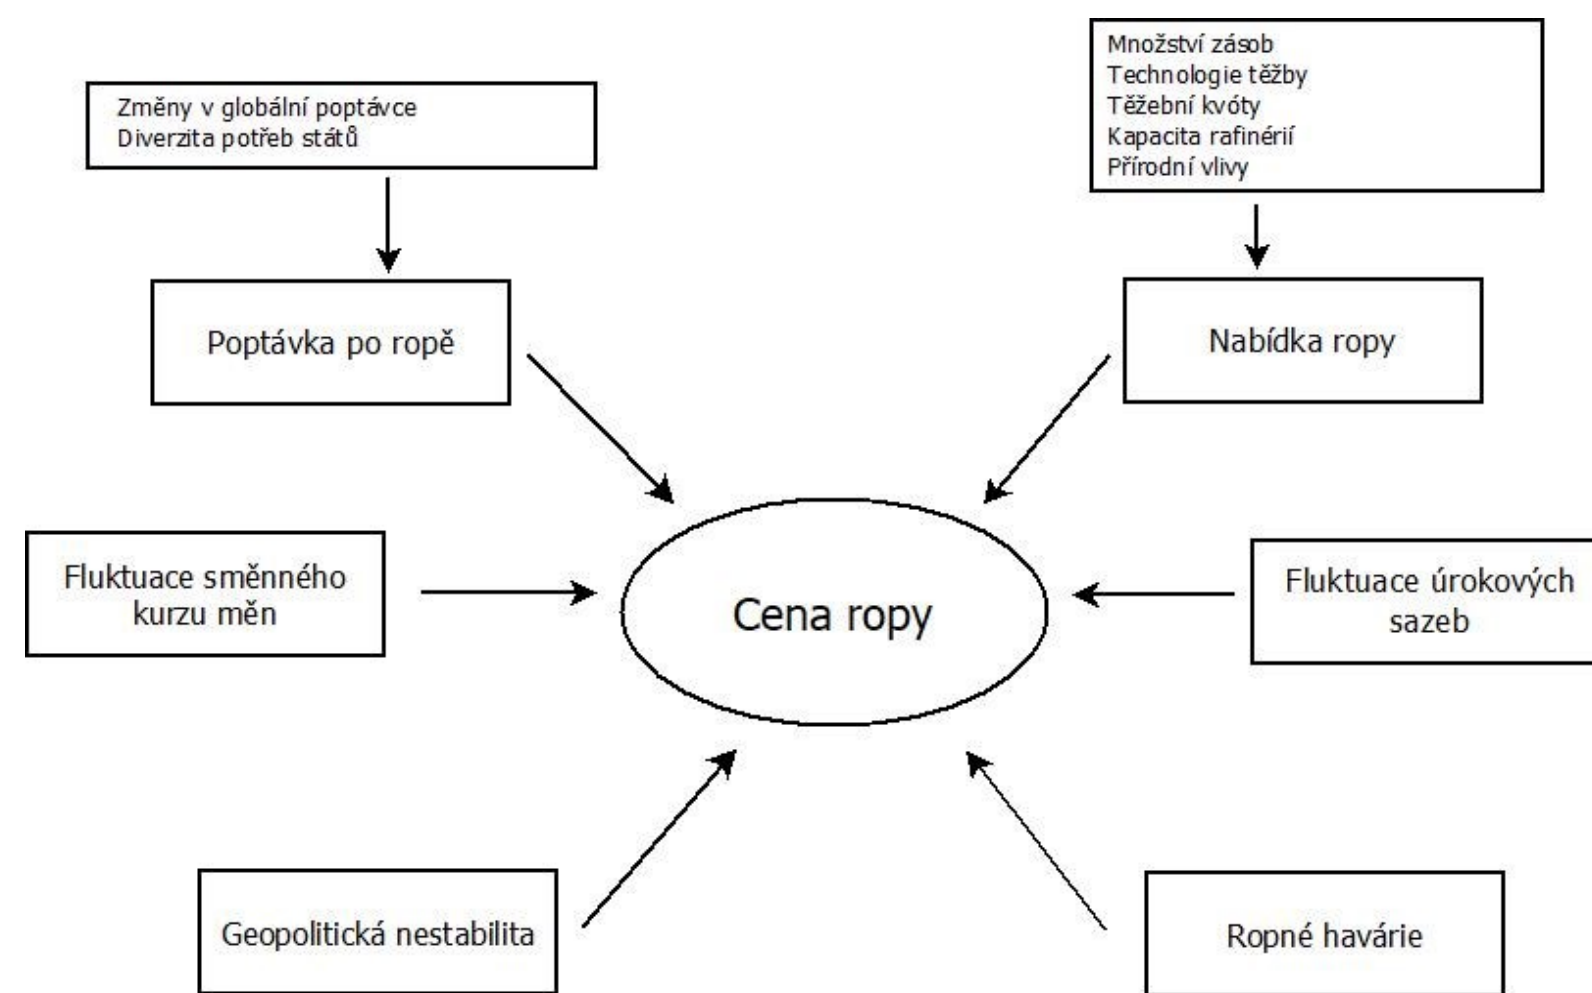 Množství zásob
Technologie těžby
Těžební kvóty
Kapacita rafinérií
Přírodní vlivy
Změny v globální poptávce
Diverzita potřeb států
Poptávka po ropě
Nabídka ropy
Fluktuace směnného
kurzu měn
Cena ropy
Fluktuace úrokových
sazeb
Geopolitická nestabilita
Ropné havárie